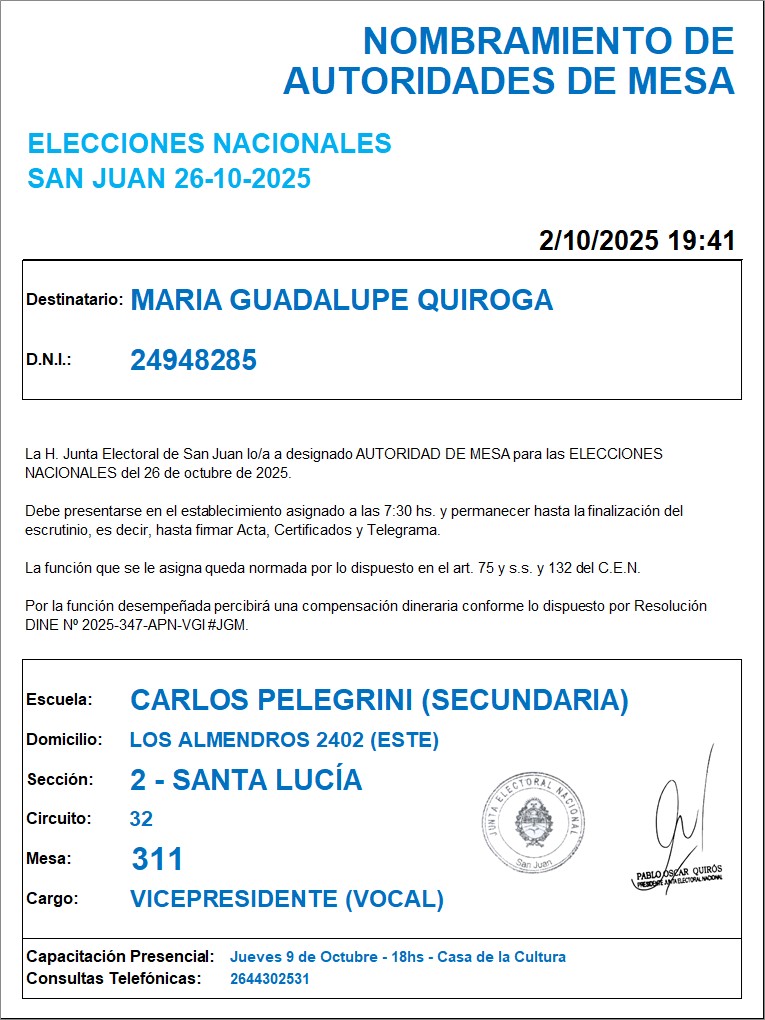 NOMBRAMIENTO DE
AUTORIDADES DE MESA
ELECCIONES NACIONALES
SAN JUAN 26-10-2025
2/10/2025 19:41
Destinatario: MARIA GUADALUPE QUIROGA
D.N.I.: 24948285
La H. Junta Electoral de San Juan lo/a a designado AUTORIDAD DE MESA para las ELECCIONES
NACIONALES del 26 de octubre de 2025.
Debe presentarse en el establecimiento asignado a las 7:30 hs. y permanecer hasta la finalización del
escrutinio, es decir, hasta firmar Acta, Certificados y Telegrama.
La función que se le asigna queda normada por lo dispuesto en el art. 75 y s.s. y 132 del C.E.N.
Por la función desempeñada percibirá una compensación dineraria conforme lo dispuesto por Resolución
DINE Nº 2025-347-APN-VGI#JGM.
Escuela: CARLOS PELEGRINI (SECUNDARIA)
Domicilio: LOS ALMENDROS 2402 (ESTE)
Sección: 2 - SANTA LUCÍA
Circuito: 32
Mesa: 311
Cargo: VICEPRESIDENTE (VOCAL)
JUNTA ELECTORAL NACIONAL
San Juan
PABLO OSCAR QUIRÓS
PRESIDENTE JUNTA ELECTORAL NACIONAL
Capacitación Presencial: Jueves 9 de Octubre - 18hs - Casa de la Cultura
Consultas Telefónicas: 2644302531